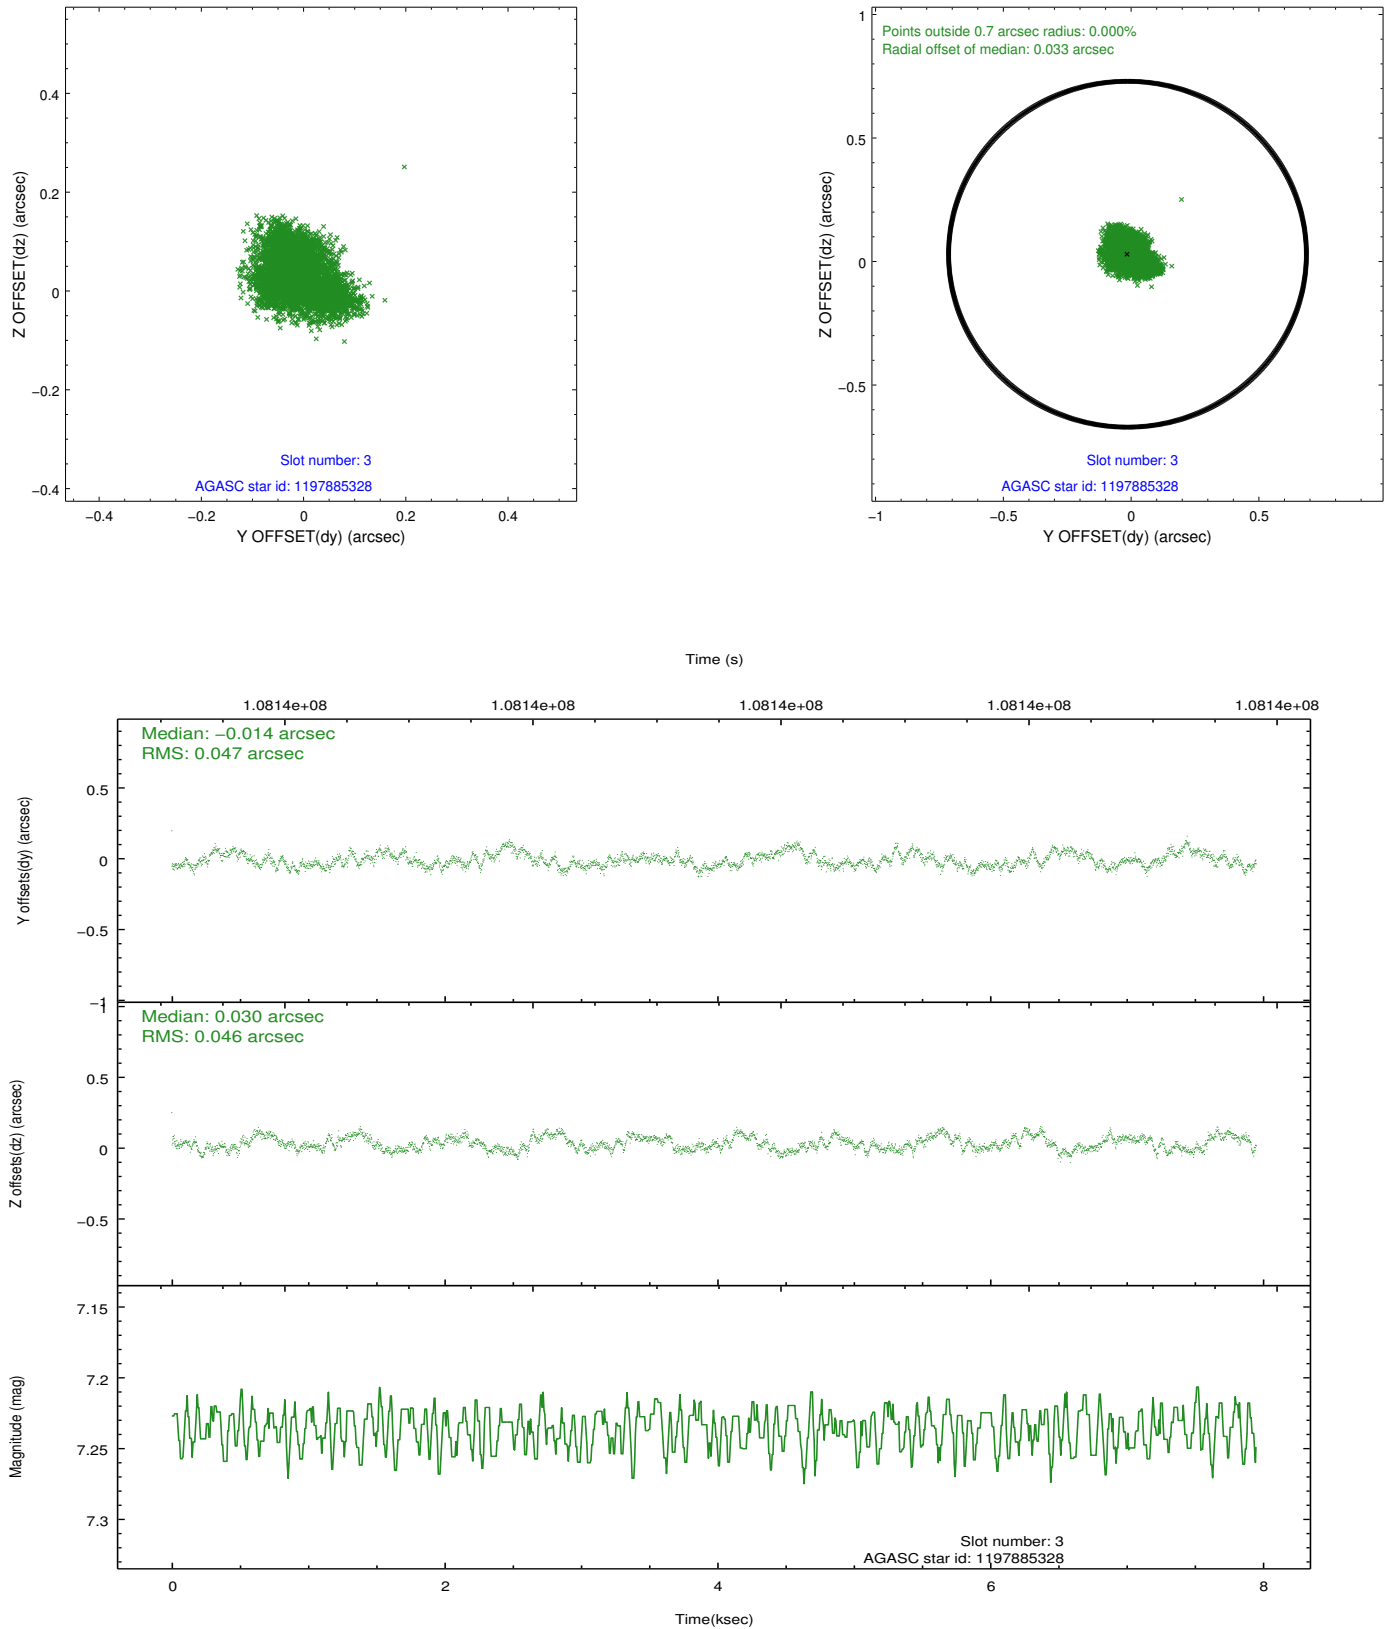 0.4
0.2
0
−0.2
−0.4
Z OFFSET(dz) (arcsec)
Slot number: 3
AGASC star id: 1197885328
−0.4 −0.2 0 0.2 0.4
Y OFFSET(dy) (arcsec)
1
0.5
0
−0.5
Z OFFSET(dz) (arcsec)
Points outside 0.7 arcsec radius: 0.000%
Radial offset of median: 0.033 arcsec
Slot number: 3
AGASC star id: 1197885328
−1 −0.5 0 0.5
Y OFFSET(dy) (arcsec)
Time (s)
1.0814e+08 1.0814e+08 1.0814e+08 1.0814e+08 1.0814e+08
Median: −0.014 arcsec
RMS: 0.047 arcsec
0.5
0
−0.5
−1
Y offsets(dy) (arcsec)
Median: 0.030 arcsec
RMS: 0.046 arcsec
1
0.5
0
−0.5
Z offsets(dz) (arcsec)
7.15
7.2
7.25
7.3
Magnitude (mag)
Slot number: 3
AGASC star id: 1197885328
0 2 4 6 8
Time(ksec)